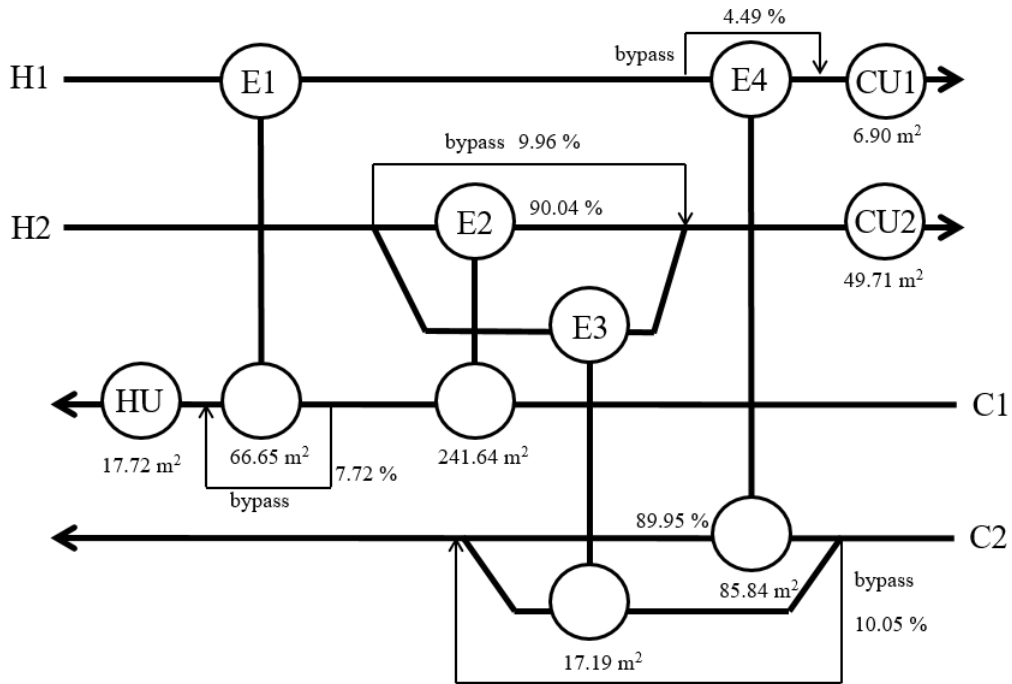 4.49 %
bypass
H1
E1
E4
CU1
6.90 m²
bypass 9.96 %
H2
E2
90.04 %
CU2
49.71 m²
E3
HU
C1
17.72 m²
66.65 m²
7.72 %
241.64 m²
bypass
89.95 %
C2
85.84 m²
bypass
10.05 %
17.19 m²